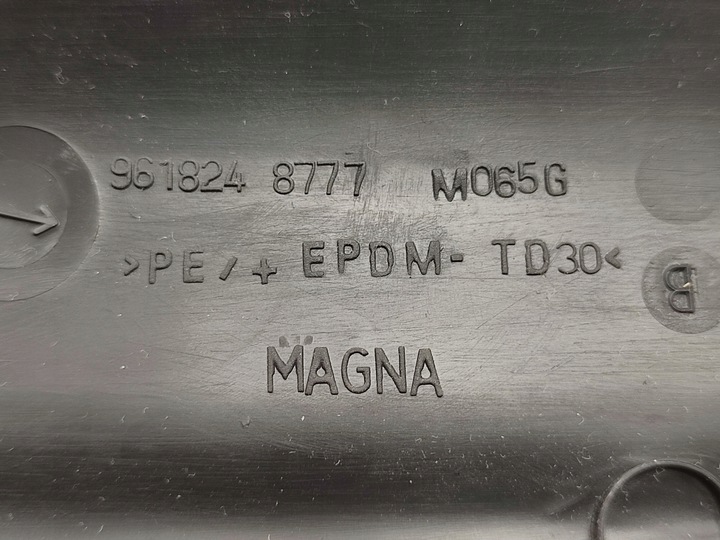 961824 8777 M065G
>PE/+ EPDM- TD30<
B
MAGNA